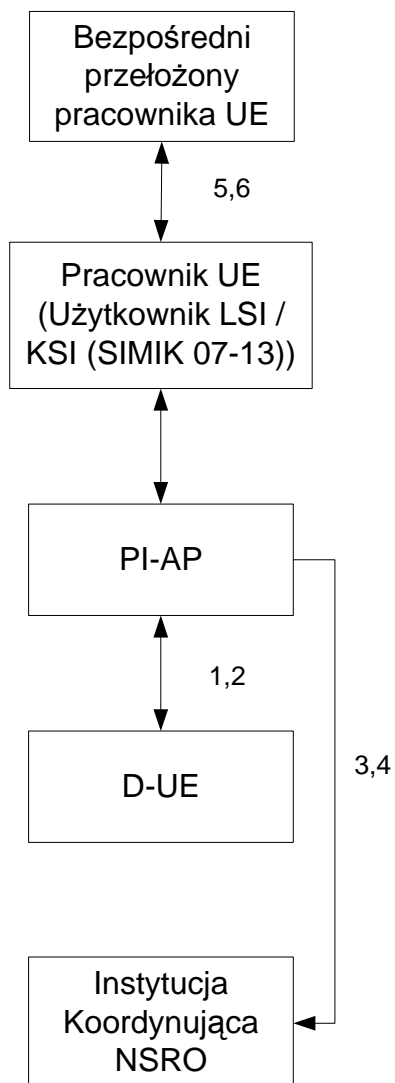 Bezpośredni
przełożony
pracownika UE
5,6
Pracownik UE
(Użytkownik LSI /
KSI (SIMIK 07-13))
PI-AP
1,2
D-UE
3,4
Instytucja
Koordynująca
NSRO